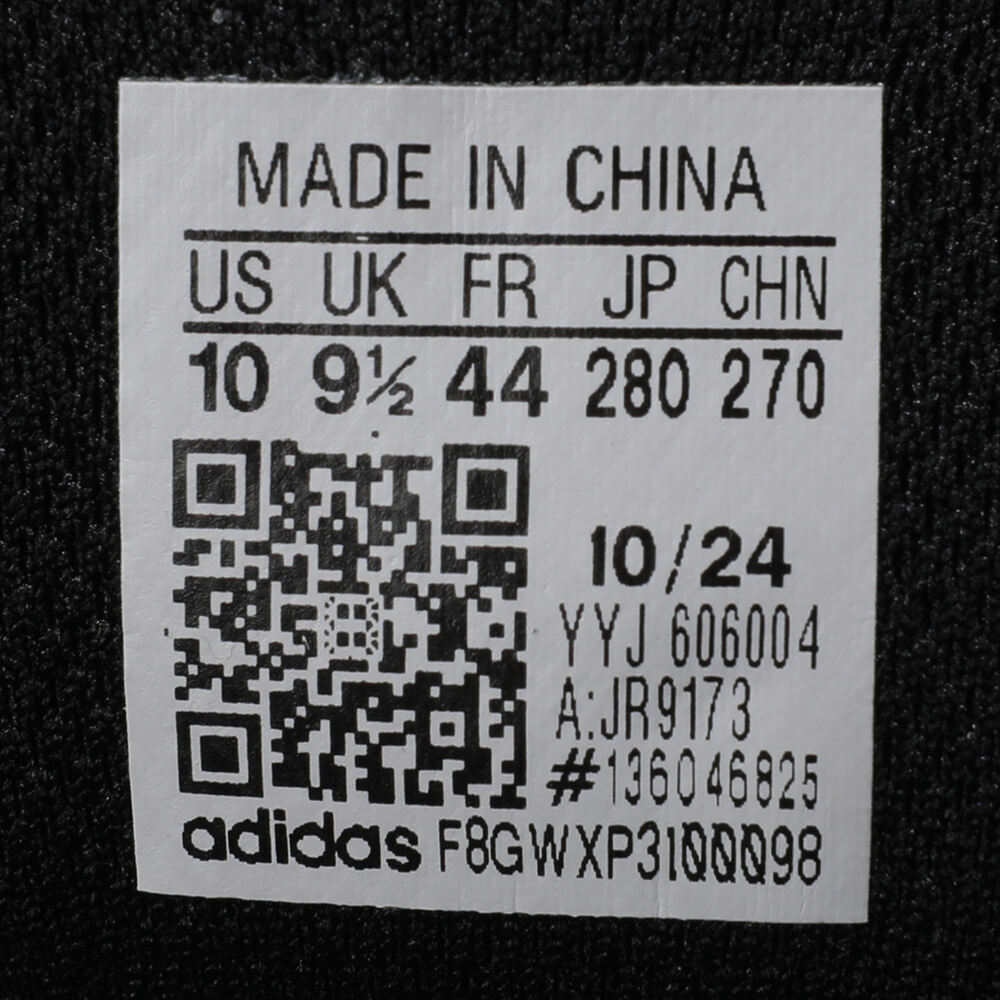 MADE IN CHINA
US UK FR JP CHN
10 9½ 44 280 270
10/24
YYJ 606004
A:JR9173
#136046825
adidas F8GWXP31000098